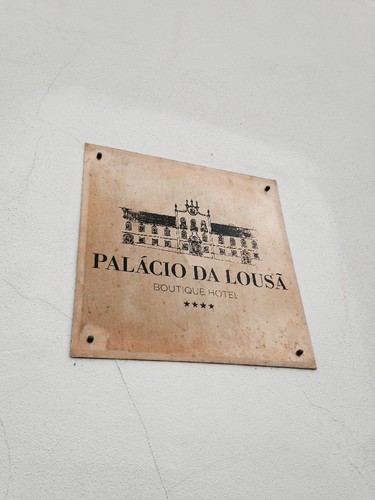 PALÁCIO DA LOUSÃ
BOUTIQUE HOTEL
★★★★